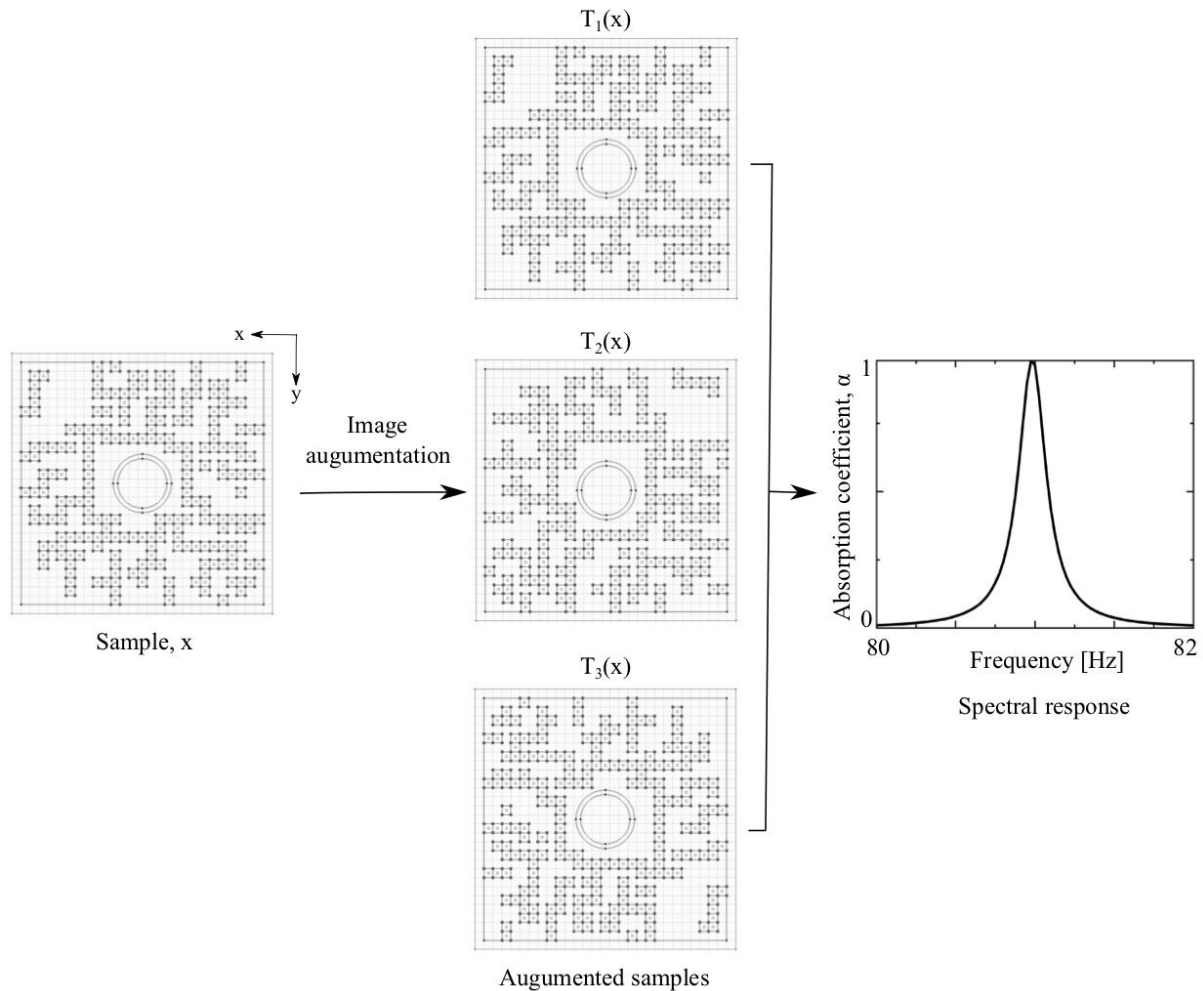 T₁(x)
x
y
T₂(x)
Image
augumentation
Sample, x
1
Absorption coefficient, α
0
80
82
Frequency [Hz]
Spectral response
T₃(x)
Augumented samples